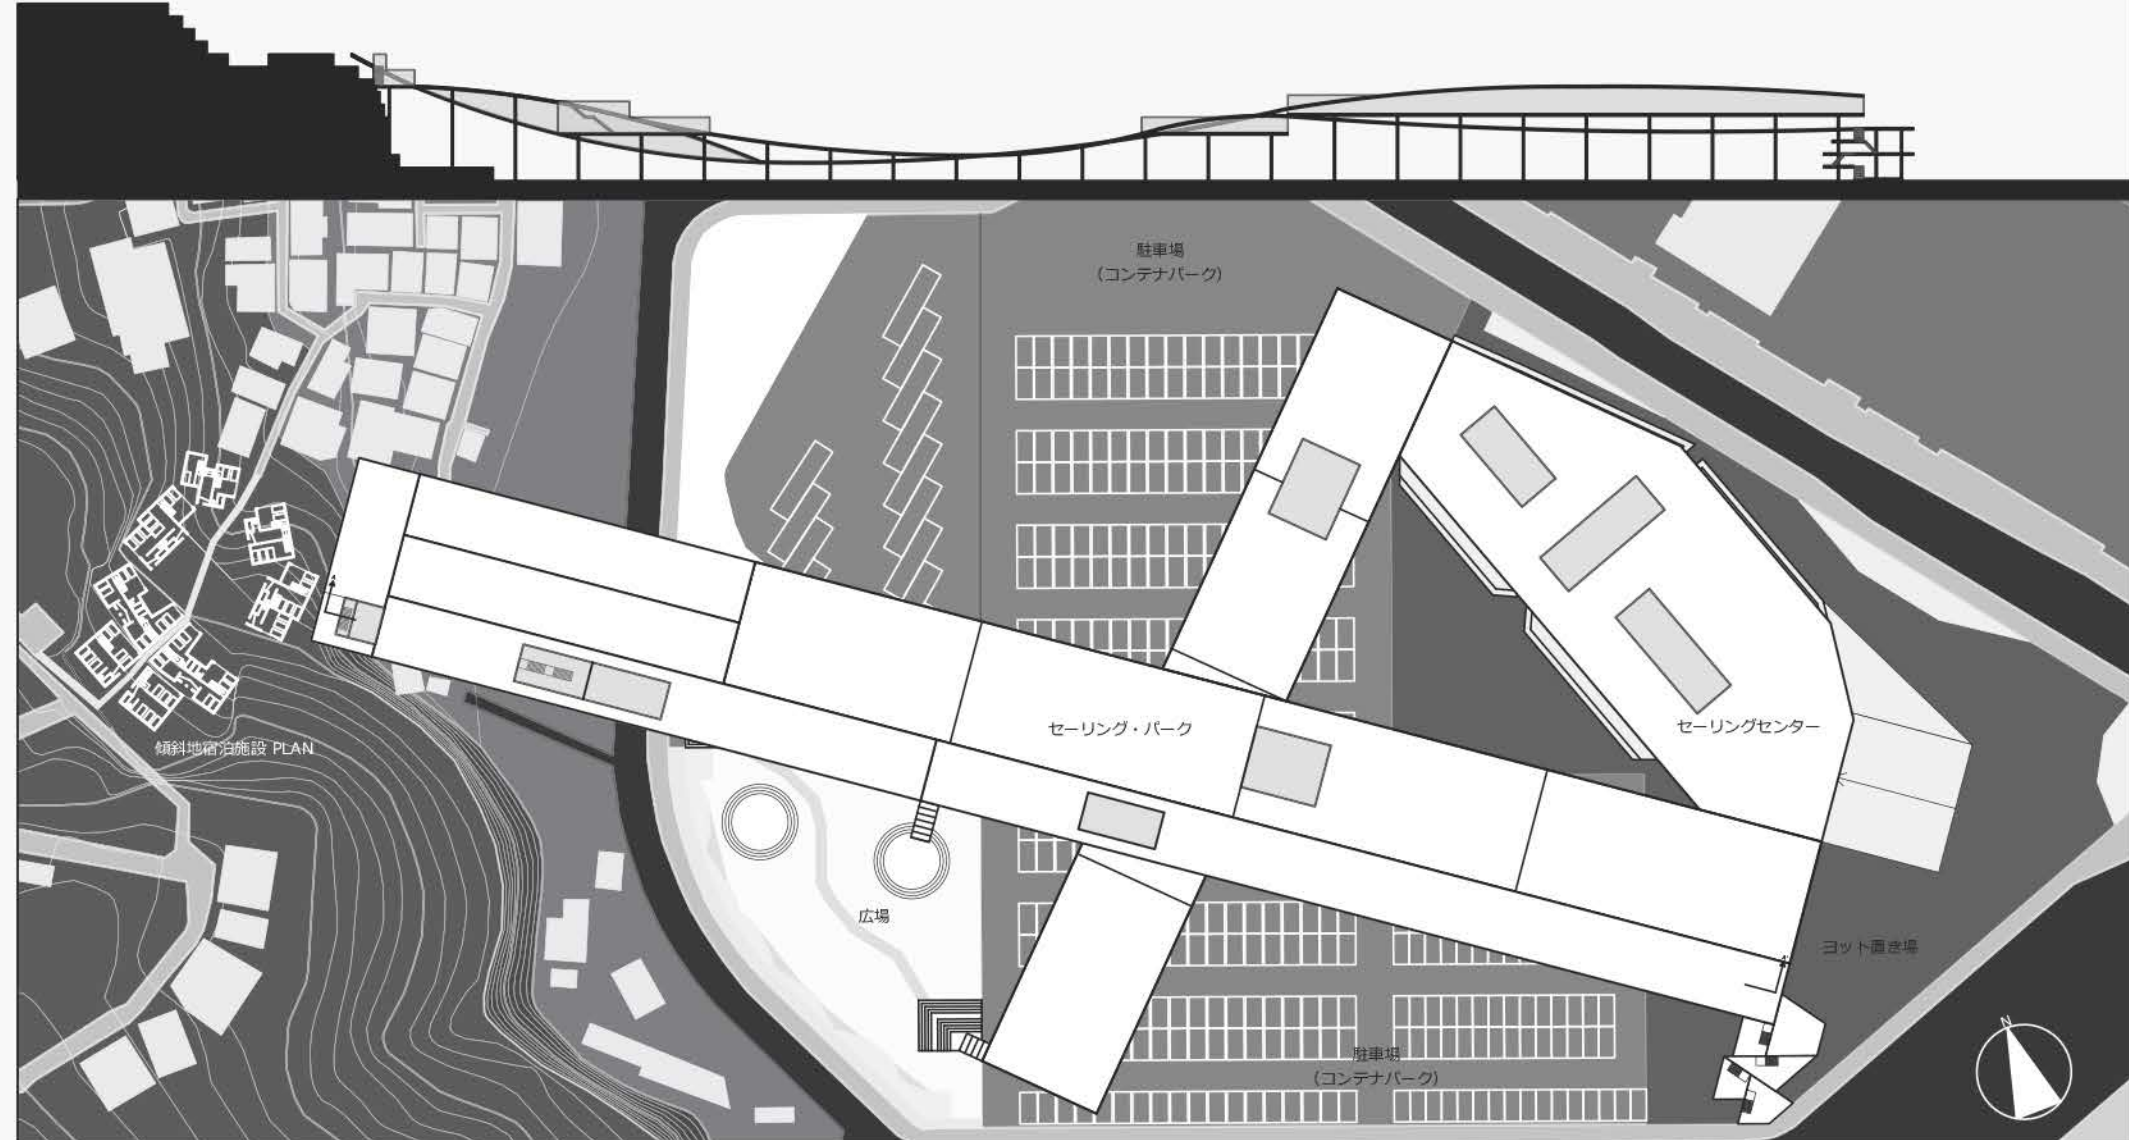 駐車場
(コンテナパーク)
セーリング・パーク
セーリングセンター
傾斜地宿泊施設 PLAN
広場
ヨット置き場
駐車場
(コンテナパーク)
N